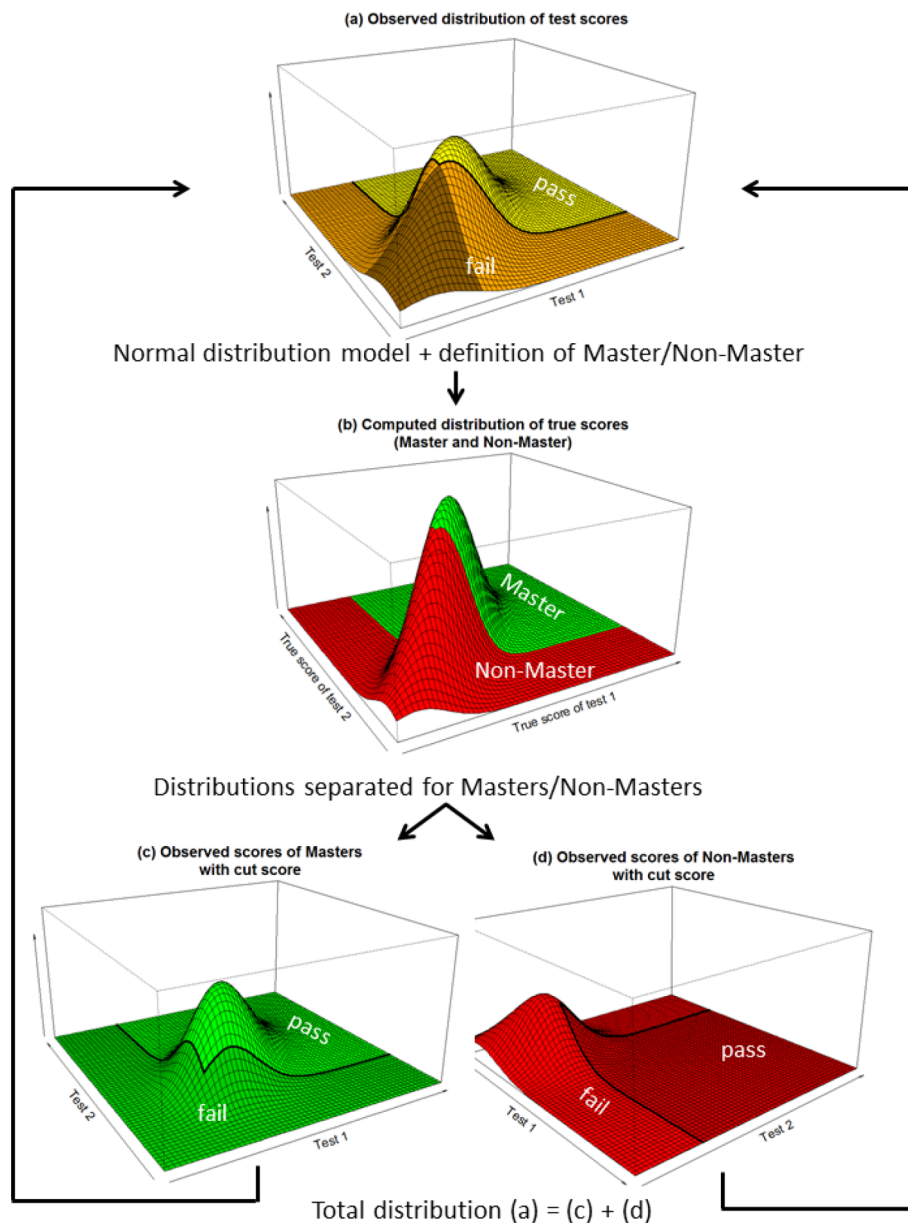 (a) Observed distribution of test scores
pass
fail
Test 2
Test 1
Normal distribution model + definition of Master/Non-Master
(b) Computed distribution of true scores
(Master and Non-Master)
Master
Non-Master
True score of test 2
True score of test 1
Distributions separated for Masters/Non-Masters
(c) Observed scores of Masters
with cut score
pass
fail
Test 2
Test 1
(d) Observed scores of Non-Masters
with cut score
pass
fail
Test 1
Test 2
Total distribution (a) = (c) + (d)